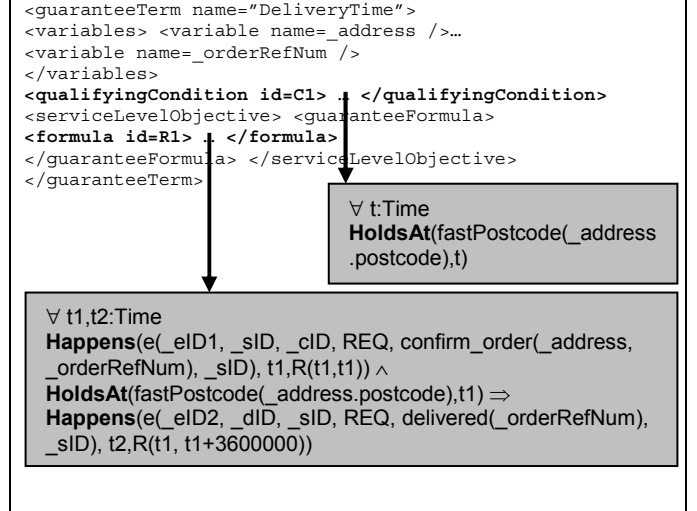 <guaranteeTerm name=”DeliveryTime”>
<variables> <variable name=_address />…
<variable name=_orderRefNum />
</variables>
<qualifyingCondition id=C1> … </qualifyingCondition>
<serviceLevelObjective> <guaranteeFormula>
<formula id=R1> … </formula>
</guaranteeFormula> </serviceLevelObjective>
</guaranteeTerm>
∀ t:Time
HoldsAt(fastPostcode(_address
.postcode),t)
∀ t1,t2:Time
Happens(e(_eID1, _sID, _cID, REQ, confirm_order(_address,
_orderRefNum), _sID), t1,R(t1,t1)) ∧
HoldsAt(fastPostcode(_address.postcode),t1) ⇒
Happens(e(_eID2, _dID, _sID, REQ, delivered(_orderRefNum),
_sID), t2,R(t1, t1+3600000))